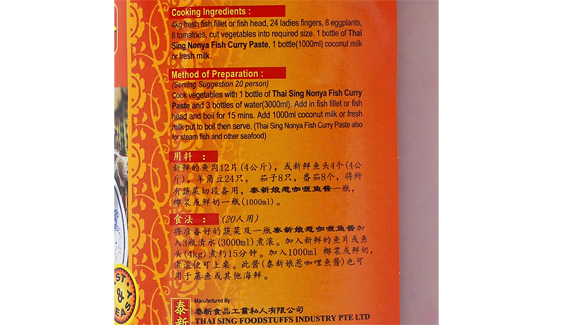 Cooking Ingredients :
4kg fresh fish fillet or fish head, 24 ladies fingers, 8 eggplants,
8 tomatoes, cut vegetables into required size. 1 bottle of Thai
Sing Nonya Fish Curry Paste, 1 bottle(1000ml) coconut milk
or fresh milk.
Method of Preparation :
(Serving Suggestion 20 person)
Cook vegetables with 1 bottle of Thai Sing Nonya Fish Curry
Paste and 3 bottles of water(3000ml). Add in fish fillet or fish
head and boil for 15 mins. Add 1000ml coconut milk or fresh
milk put to boil then serve. (Thai Sing Nonya Fish Curry Paste also
for steam fish and other seafood)
用料 :
新鲜的鱼肉12片(4公斤), 或新鲜鱼头4个(4公
斤), 羊角豆24只, 茄子8只, 番茄8个, 将所
有蔬菜切段备用, 泰新娘惹咖喱鱼酱一瓶,
椰浆或鲜奶一瓶(1000ml)。
食法 : (20人用)
将准备好的蔬菜及一瓶泰新娘惹咖喱鱼酱加
入3瓶清水(3000ml)煮滚。加入新鲜的鱼片或鱼
头(4kg)煮约15分钟。加入1000ml 椰浆或鲜奶,
煮滚后可上桌。此酱(泰新娘惹咖喱鱼酱)也可
用于蒸鱼或其他海鲜。
泰新
Manufactured By :
泰新食品工业私人有限公司
THAI SING FOODSTUFFS INDUSTRY PTE LTD
&